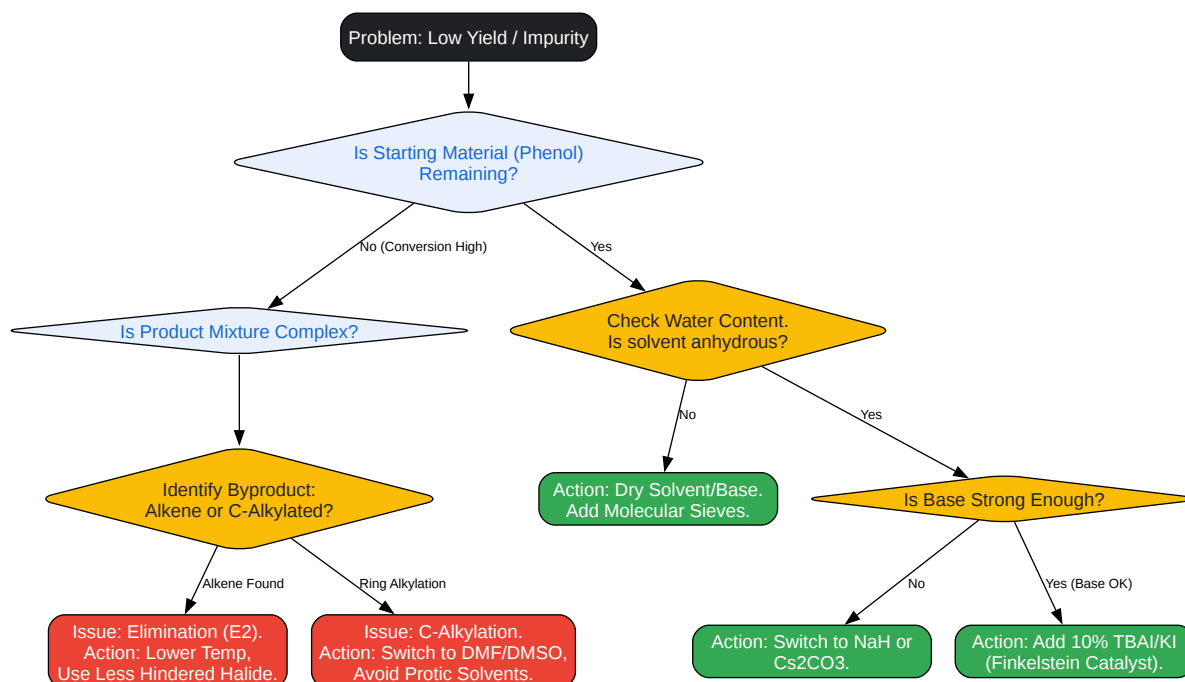 Problem: Low Yield / Impurity
Is Starting Material (Phenol)
Remaining?
No (Conversion High)
Yes
Is Product Mixture Complex?
Check Water Content.
Is solvent anhydrous?
No
Yes
Identify Byproduct:
Alkene or C-Alkylated?
Action: Dry Solvent/Base.
Add Molecular Sieves.
Is Base Strong Enough?
Alkene Found
Ring Alkylation
No
Yes (Base OK)
Issue: Elimination (E2).
Action: Lower Temp,
Use Less Hindered Halide.
Issue: C-Alkylation.
Action: Switch to DMF/DMSO,
Avoid Protic Solvents.
Action: Switch to NaH or
Cs2CO3.
Action: Add 10% TBAI/KI
(Finkelstein Catalyst).